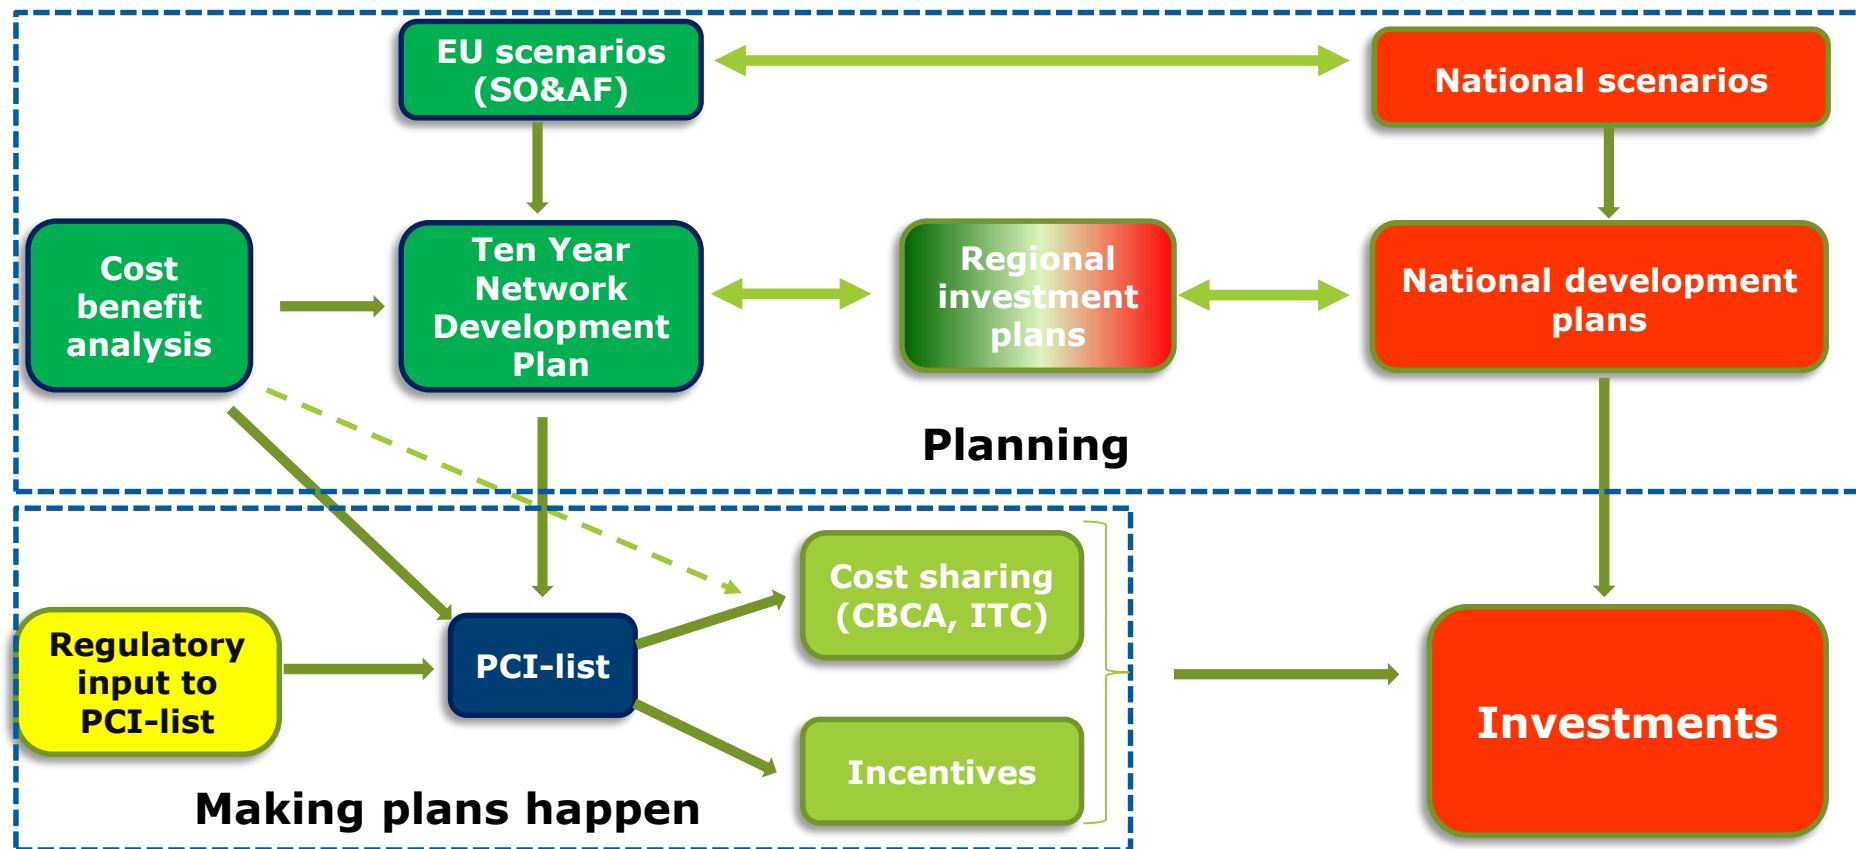 EU scenarios
(SO&AF)
National scenarios
Cost
benefit
analysis
Ten Year
Network
Development
Plan
Regional
investment
plans
National development
plans
Planning
Regulatory
input to
PCI-list
PCI-list
Cost sharing
(CBCA, ITC)
Incentives
Investments
Making plans happen